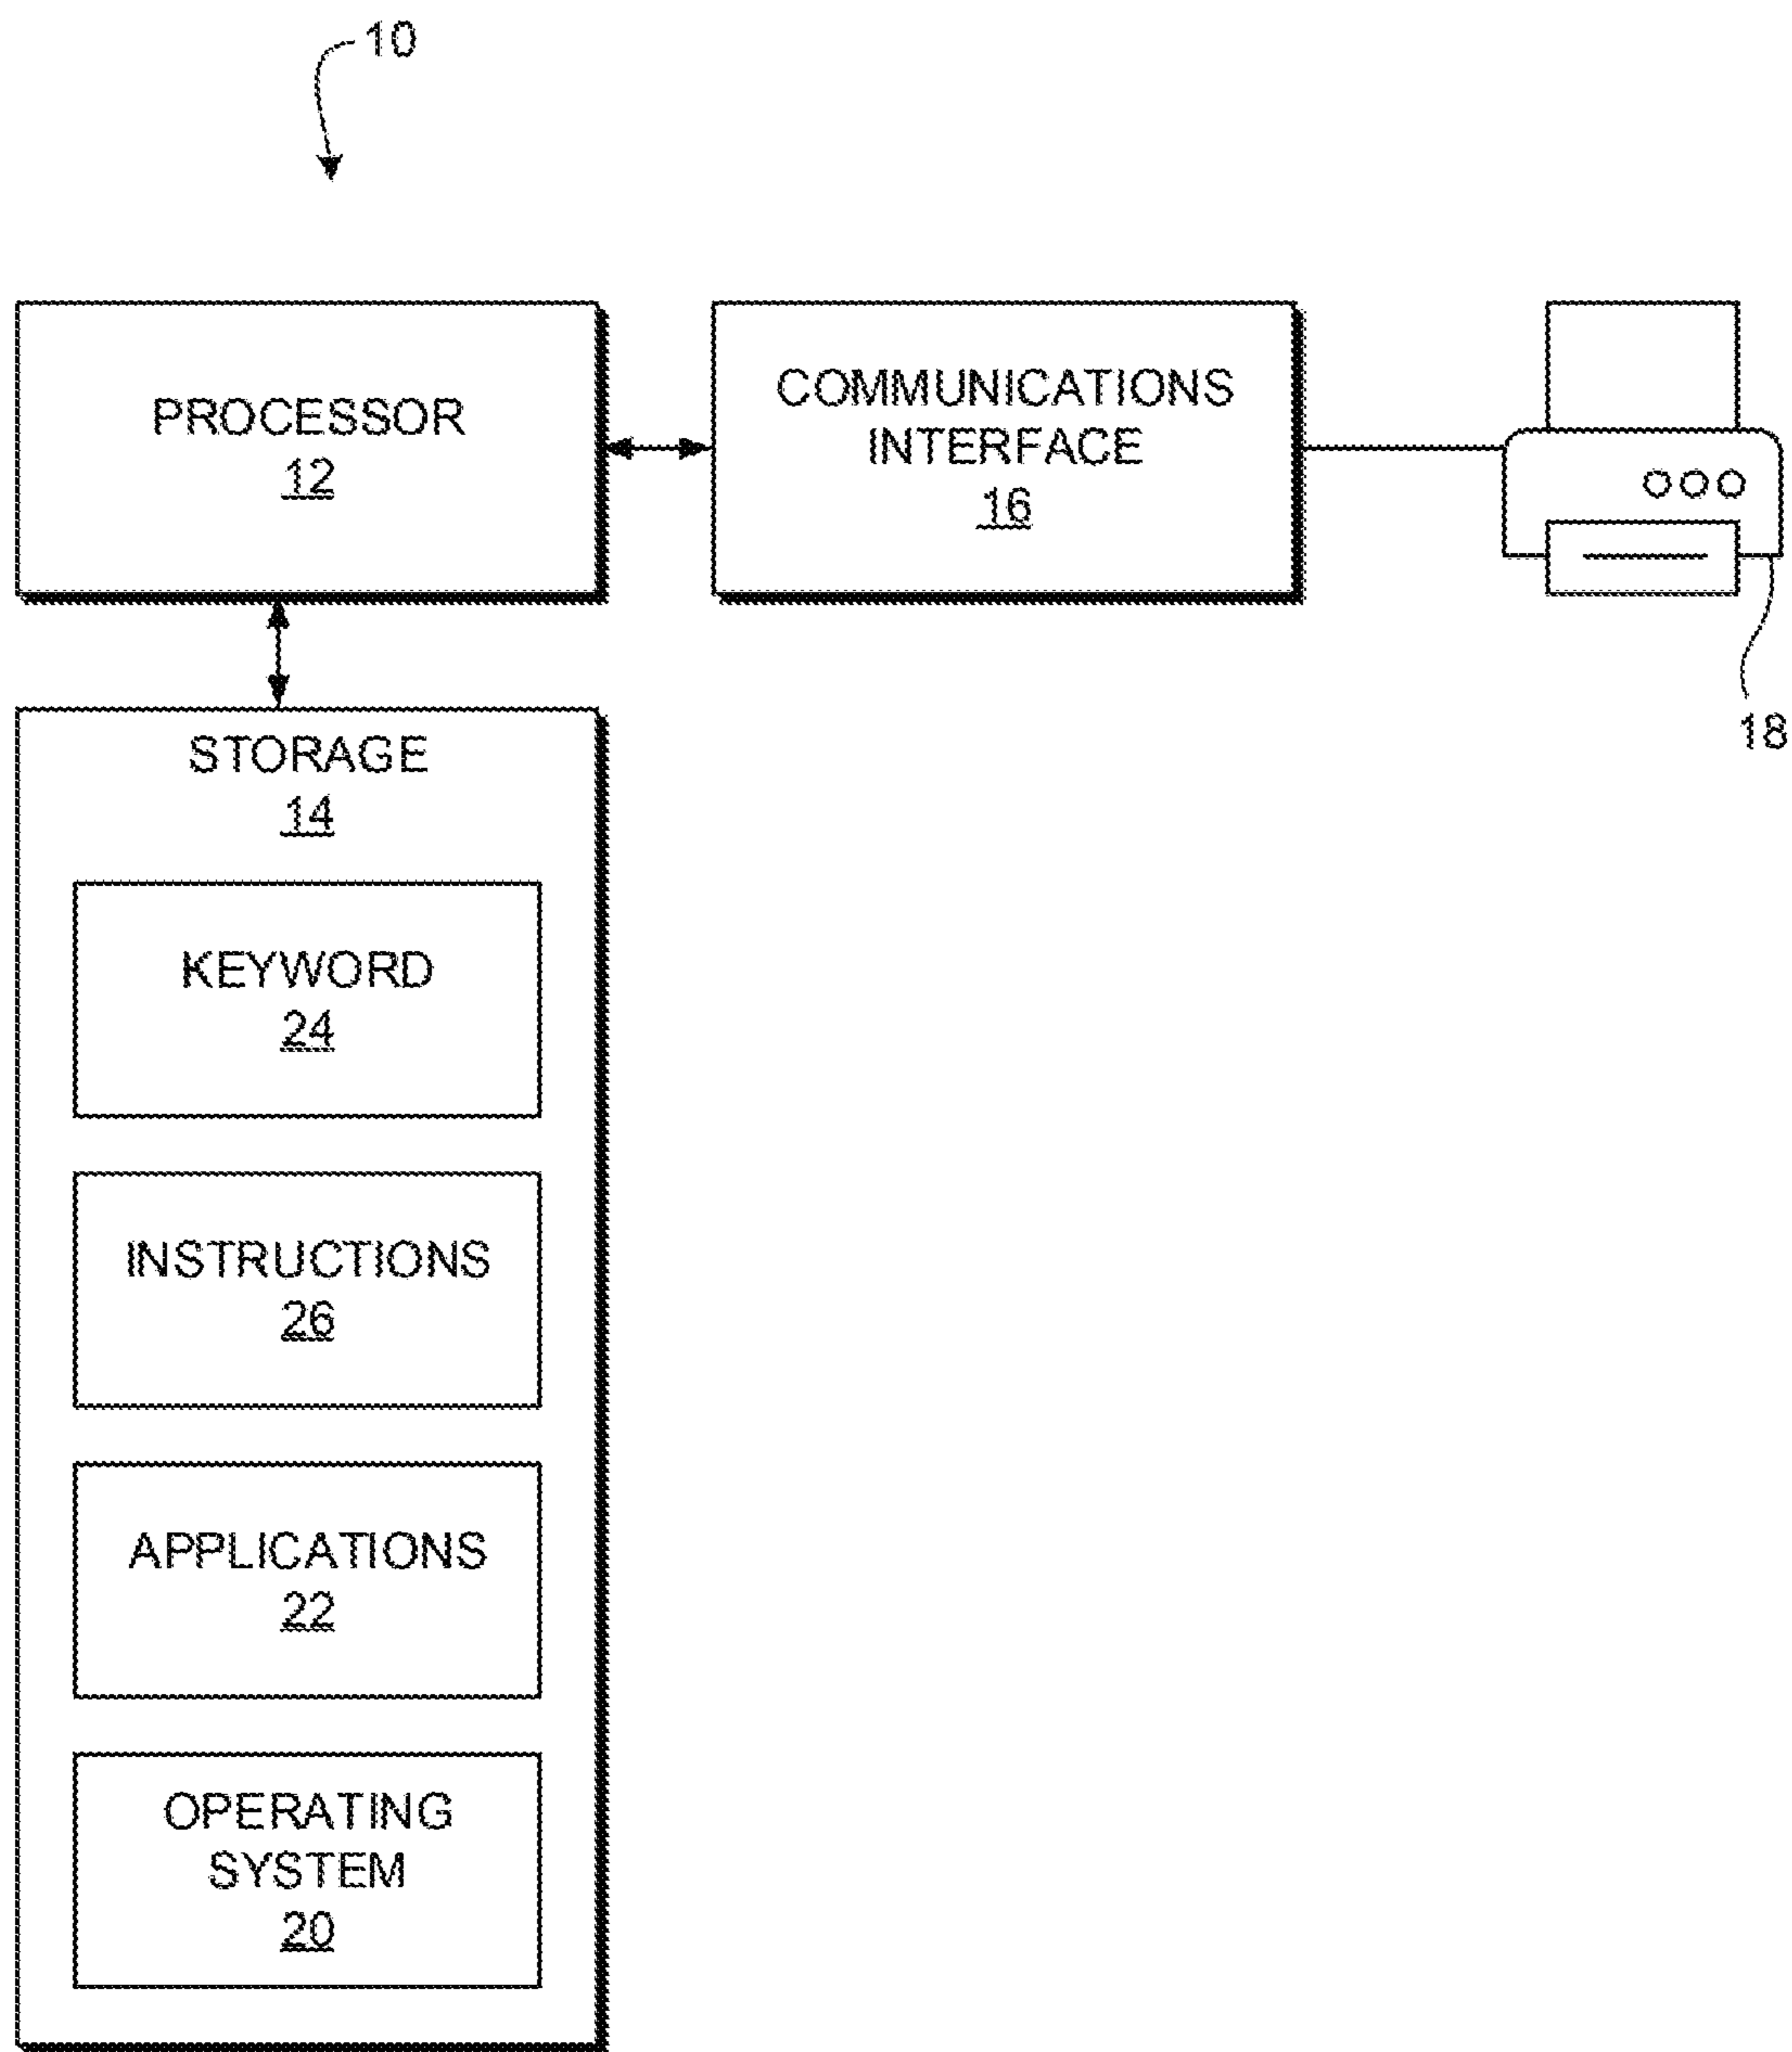 10
PROCESSOR
12
COMMUNICATIONS
INTERFACE
16
18
STORAGE
14
KEYWORD
24
INSTRUCTIONS
26
APPLICATIONS
22
OPERATING
SYSTEM
20